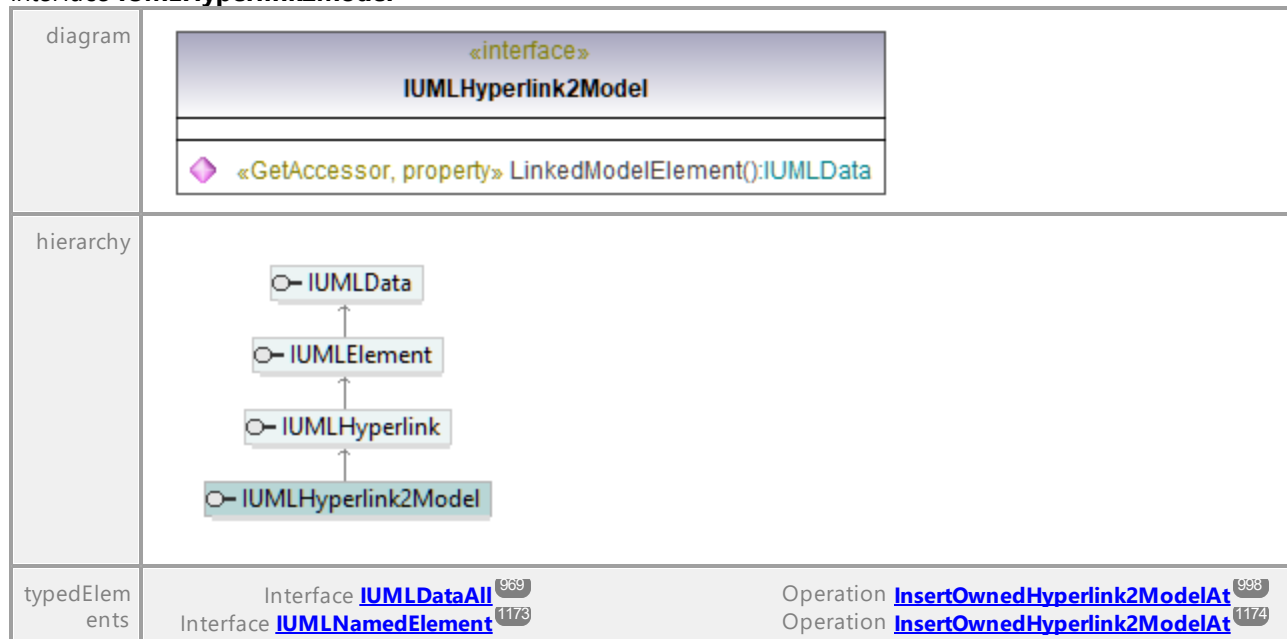 diagram
«interface»
IUMLHyperlink2Model
«GetAccessor, property» LinkedModelElement():IUMLData
hierarchy
IUMLData
IUMLElement
IUMLHyperlink
IUMLHyperlink2Model
typedElem
ents
Interface IUMLDataAll 969 Operation InsertOwnedHyperlink2ModelAt 998
Interface IUMLNamedElement 1173 Operation InsertOwnedHyperlink2ModelAt 1174